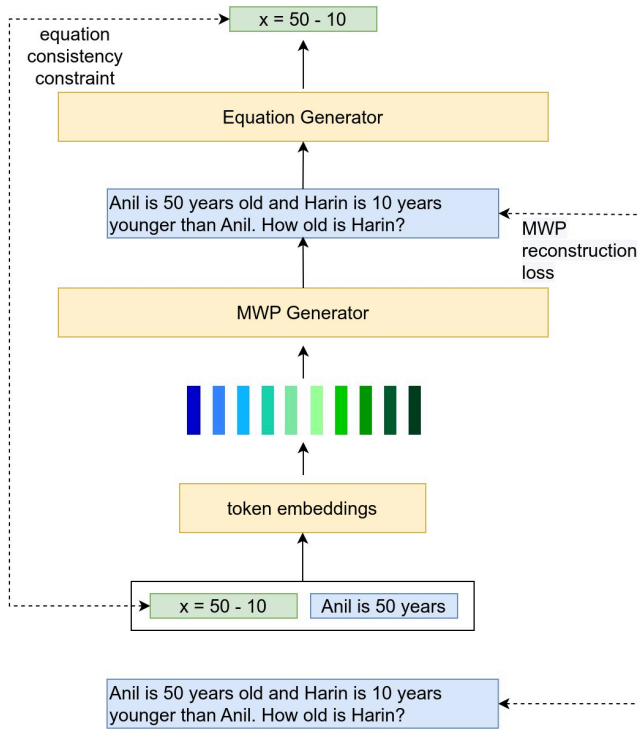 x = 50 - 10
equation
consistency
constraint
Equation Generator
Anil is 50 years old and Harin is 10 years
younger than Anil. How old is Harin?
MWP
reconstruction
loss
MWP Generator
token embeddings
x = 50 - 10
Anil is 50 years
Anil is 50 years old and Harin is 10 years
younger than Anil. How old is Harin?